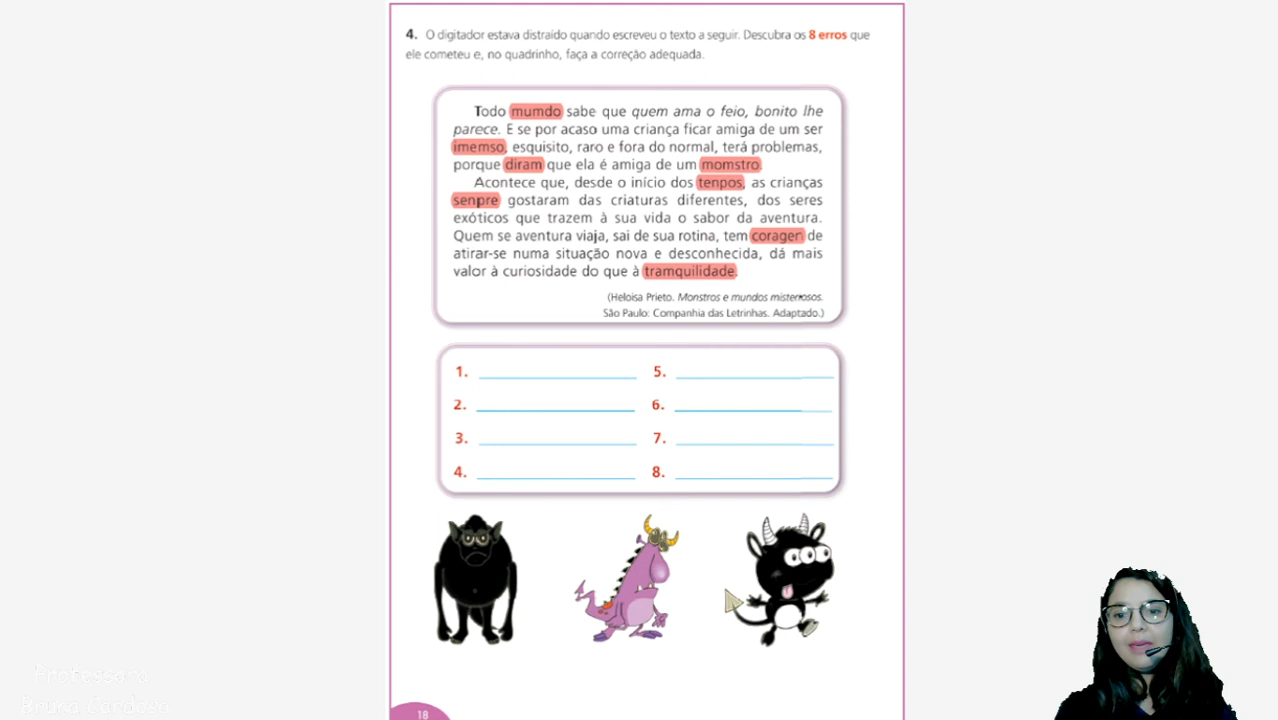 4. O digitador estava distraído quando escreveu o texto a seguir. Descubra os 8 erros que
ele cometeu e, no quadrinho, faça a correção adequada.
Todo mumdo sabe que quem ama o feio, bonito lhe
parece. E se por acaso uma criança ficar amiga de um ser
imemso, esquisito, raro e fora do normal, terá problemas,
porque diram que ela é amiga de um momstro.
Acontece que, desde o início dos tenpos, as crianças
senpre gostaram das criaturas diferentes, dos seres
exóticos que trazem à sua vida o sabor da aventura.
Quem se aventura viaja, sai de sua rotina, tem coragen de
atirar-se numa situação nova e desconhecida, dá mais
valor à curiosidade do que à tramquilidade.
(Heloisa Prieto. Monstros e mundos misteriosos.
São Paulo: Companhia das Letrinhas. Adaptado.)
1. 5.
2. 6.
3. 7.
4. 8.
18
Professora
Bruna Cardoso